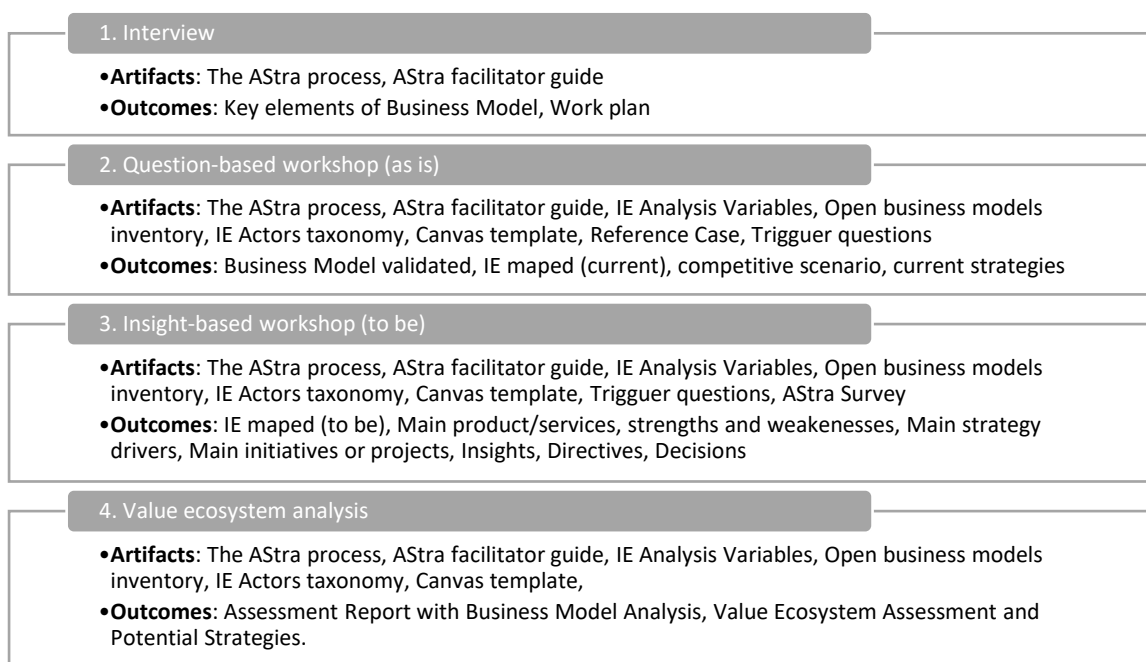 1. Interview
•Artifacts: The AStra process, AStra facilitator guide
•Outcomes: Key elements of Business Model, Work plan
2. Question-based workshop (as is)
•Artifacts: The AStra process, AStra facilitator guide, IE Analysis Variables, Open business models
inventory, IE Actors taxonomy, Canvas template, Reference Case, Trigguer questions
•Outcomes: Business Model validated, IE maped (current), competitive scenario, current strategies
3. Insight-based workshop (to be)
•Artifacts: The AStra process, AStra facilitator guide, IE Analysis Variables, Open business models
inventory, IE Actors taxonomy, Canvas template, Trigguer questions, AStra Survey
•Outcomes: IE maped (to be), Main product/services, strengths and weakenesses, Main strategy
drivers, Main initiatives or projects, Insights, Directives, Decisions
4. Value ecosystem analysis
•Artifacts: The AStra process, AStra facilitator guide, IE Analysis Variables, Open business models
inventory, IE Actors taxonomy, Canvas template,
•Outcomes: Assessment Report with Business Model Analysis, Value Ecosystem Assessment and
Potential Strategies.